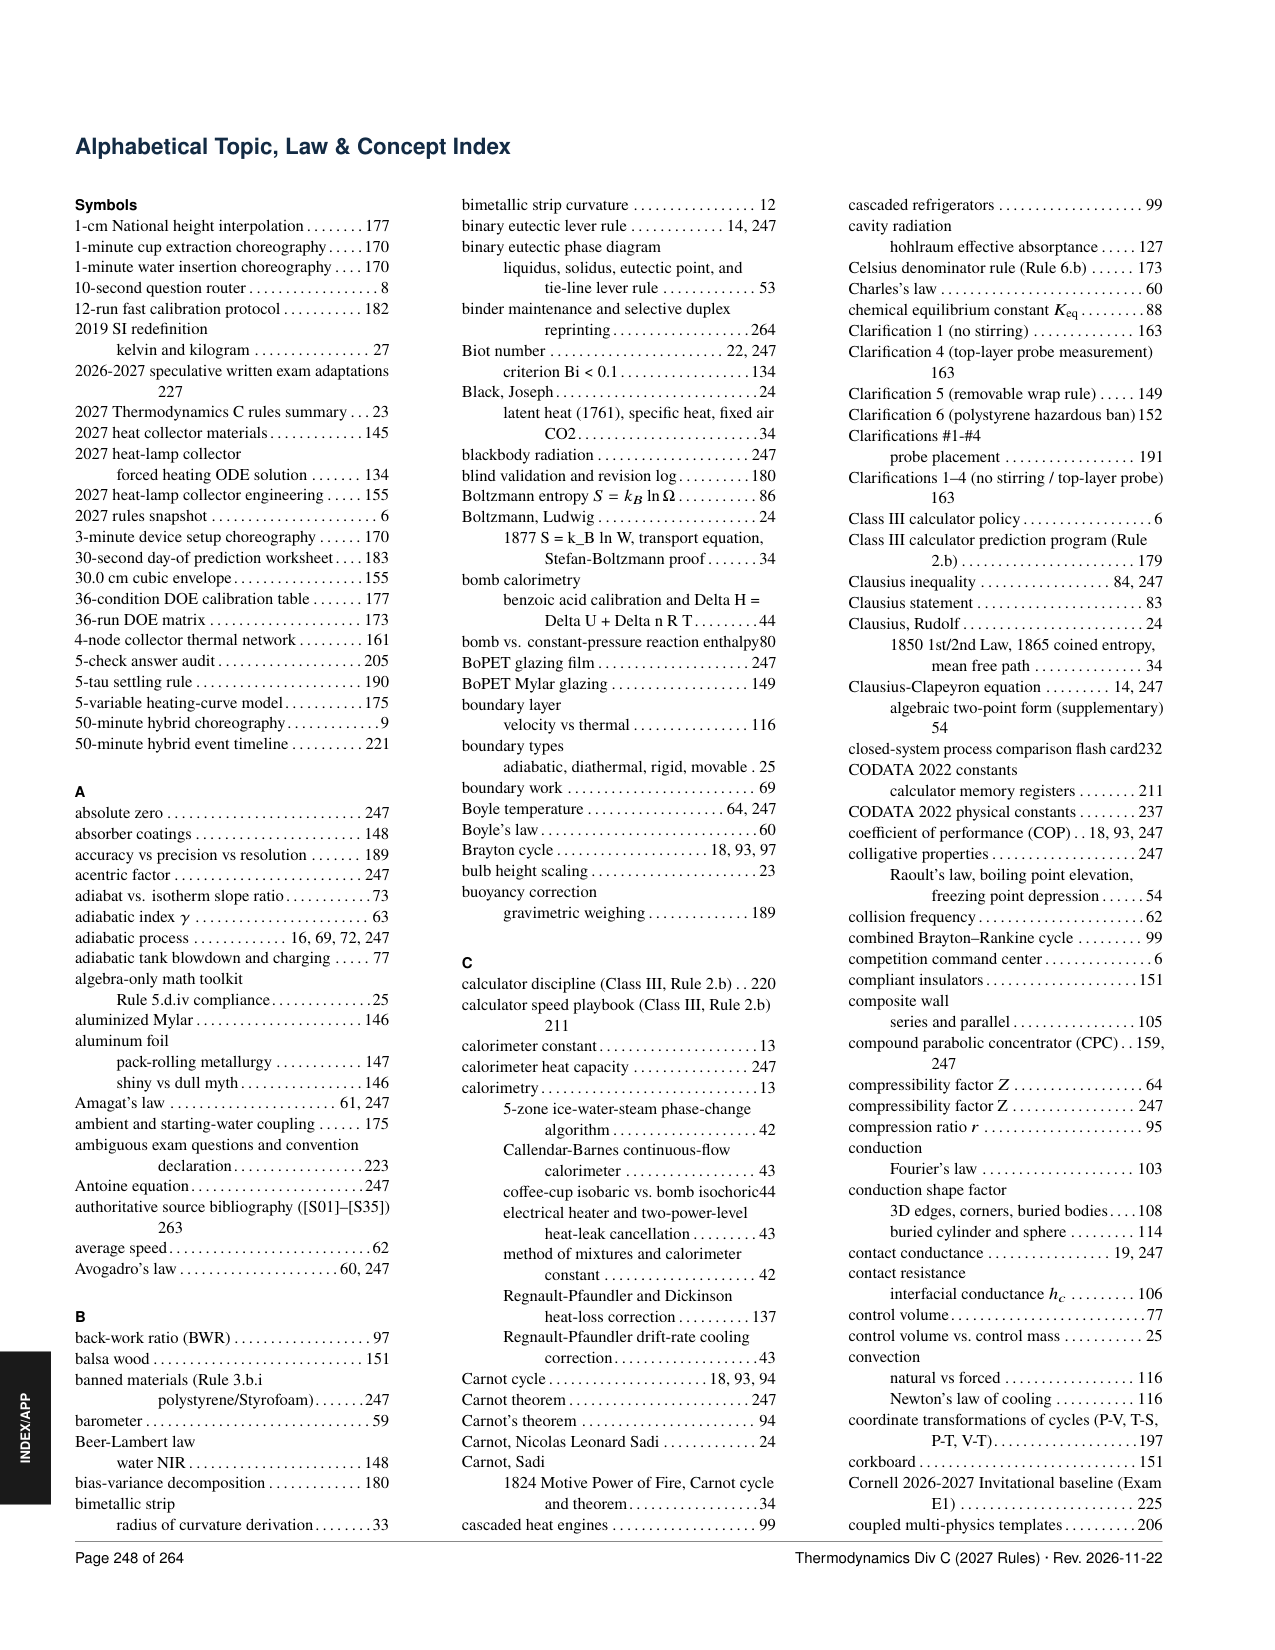 Alphabetical Topic, Law & Concept Index
Symbols
1-cm National height interpolation ........ 177
1-minute cup extraction choreography ..... 170
1-minute water insertion choreography .... 170
10-second question router .................. 8
12-run fast calibration protocol ........... 182
2019 SI redefinition
kelvin and kilogram ................ 27
2026-2027 speculative written exam adaptations
227
2027 Thermodynamics C rules summary ... 23
2027 heat collector materials ............. 145
2027 heat-lamp collector
forced heating ODE solution ....... 134
2027 heat-lamp collector engineering ..... 155
2027 rules snapshot ....................... 6
3-minute device setup choreography ...... 170
30-second day-of prediction worksheet .... 183
30.0 cm cubic envelope ................. 155
36-condition DOE calibration table ....... 177
36-run DOE matrix .................... 173
4-node collector thermal network ......... 161
5-check answer audit ................... 205
5-tau settling rule ...................... 190
5-variable heating-curve model ........... 175
50-minute hybrid choreography ............ 9
50-minute hybrid event timeline .......... 221
A
absolute zero .......................... 247
absorber coatings ...................... 148
accuracy vs precision vs resolution ....... 189
acentric factor ......................... 247
adiabat vs. isotherm slope ratio ............ 73
adiabatic index γ ....................... 63
adiabatic process ............. 16, 69, 72, 247
adiabatic tank blowdown and charging ..... 77
algebra-only math toolkit
Rule 5.d.iv compliance .............. 25
aluminized Mylar ...................... 146
aluminum foil
pack-rolling metallurgy ............ 147
shiny vs dull myth ................. 146
Amagat's law ...................... 61, 247
ambient and starting-water coupling ...... 175
ambiguous exam questions and convention
declaration ................. 223
Antoine equation ....................... 247
authoritative source bibliography ([S01]–[S35])
263
average speed .......................... 62
Avogadro's law ..................... 60, 247
B
back-work ratio (BWR) .................. 97
balsa wood ........................... 151
banned materials (Rule 3.b.i
polystyrene/Styrofoam) ....... 247
barometer ............................. 59
Beer-Lambert law
water NIR ........................ 148
bias-variance decomposition ............. 180
bimetallic strip
radius of curvature derivation ........ 33
bimetallic strip curvature ................. 12
binary eutectic lever rule ............. 14, 247
binary eutectic phase diagram
liquidus, solidus, eutectic point, and
tie-line lever rule ............. 53
binder maintenance and selective duplex
reprinting ................... 264
Biot number ....................... 22, 247
criterion Bi < 0.1 .................. 134
Black, Joseph .......................... 24
latent heat (1761), specific heat, fixed air
CO2 ......................... 34
blackbody radiation .................... 247
blind validation and revision log .......... 180
Boltzmann entropy S = k_B ln Ω .......... 86
Boltzmann, Ludwig ..................... 24
1877 S = k_B ln W, transport equation,
Stefan-Boltzmann proof ....... 34
bomb calorimetry
benzoic acid calibration and Delta H =
Delta U + Delta n R T ......... 44
bomb vs. constant-pressure reaction enthalpy80
BoPET glazing film .................... 247
BoPET Mylar glazing .................. 149
boundary layer
velocity vs thermal ................ 116
boundary types
adiabatic, diathermal, rigid, movable . 25
boundary work ......................... 69
Boyle temperature ................. 64, 247
Boyle's law ............................ 60
Brayton cycle .................. 18, 93, 97
bulb height scaling ...................... 23
buoyancy correction
gravimetric weighing ............... 189
C
calculator discipline (Class III, Rule 2.b) .. 220
calculator speed playbook (Class III, Rule 2.b)
211
calorimeter constant ...................... 13
calorimeter heat capacity ................ 247
calorimetry ............................ 13
5-zone ice-water-steam phase-change
algorithm .................... 42
Callendar-Barnes continuous-flow
calorimeter .................. 43
coffee-cup isobaric vs. bomb isochoric44
electrical heater and two-power-level
heat-leak cancellation ......... 43
method of mixtures and calorimeter
constant ..................... 42
Regnault-Pfaundler and Dickinson
heat-loss correction .......... 137
Regnault-Pfaundler drift-rate cooling
correction .................... 43
Carnot cycle .................... 18, 93, 94
Carnot theorem ....................... 247
Carnot's theorem ....................... 94
Carnot, Nicolas Leonard Sadi ............. 24
Carnot, Sadi
1824 Motive Power of Fire, Carnot cycle
and theorem .................. 34
cascaded heat engines ................... 99
cascaded refrigerators .................... 99
cavity radiation
hohlraum effective absorptance ..... 127
Celsius denominator rule (Rule 6.b) ...... 173
Charles's law ........................... 60
chemical equilibrium constant K_eq ......... 88
Clarification 1 (no stirring) .............. 163
Clarification 4 (top-layer probe measurement)
163
Clarification 5 (removable wrap rule) ..... 149
Clarification 6 (polystyrene hazardous ban) 152
Clarifications #1-#4
probe placement .................. 191
Clarifications 1–4 (no stirring / top-layer probe)
163
Class III calculator policy .................. 6
Class III calculator prediction program (Rule
2.b) ........................ 179
Clausius inequality ................ 84, 247
Clausius statement ...................... 83
Clausius, Rudolf ........................ 24
1850 1st/2nd Law, 1865 coined entropy,
mean free path ............... 34
Clausius-Clapeyron equation ......... 14, 247
algebraic two-point form (supplementary)
54
closed-system process comparison flash card232
CODATA 2022 constants
calculator memory registers ........ 211
CODATA 2022 physical constants ........ 237
coefficient of performance (COP) .. 18, 93, 247
colligative properties ................... 247
Raoult's law, boiling point elevation,
freezing point depression ...... 54
collision frequency ...................... 62
combined Brayton–Rankine cycle ......... 99
competition command center .............. 6
compliant insulators .................... 151
composite wall
series and parallel ................. 105
compound parabolic concentrator (CPC) .. 159,
247
compressibility factor Z ................. 64
compressibility factor Z ................ 247
compression ratio r ...................... 95
conduction
Fourier's law ..................... 103
conduction shape factor
3D edges, corners, buried bodies .... 108
buried cylinder and sphere ......... 114
contact conductance ................ 19, 247
contact resistance
interfacial conductance h_c ......... 106
control volume .......................... 77
control volume vs. control mass .......... 25
convection
natural vs forced .................. 116
Newton's law of cooling ........... 116
coordinate transformations of cycles (P-V, T-S,
P-T, V-T) .................... 197
corkboard ............................ 151
Cornell 2026-2027 Invitational baseline (Exam
E1) ........................ 225
coupled multi-physics templates .......... 206
INDEX/APP
Page 248 of 264
Thermodynamics Div C (2027 Rules) · Rev. 2026-11-22